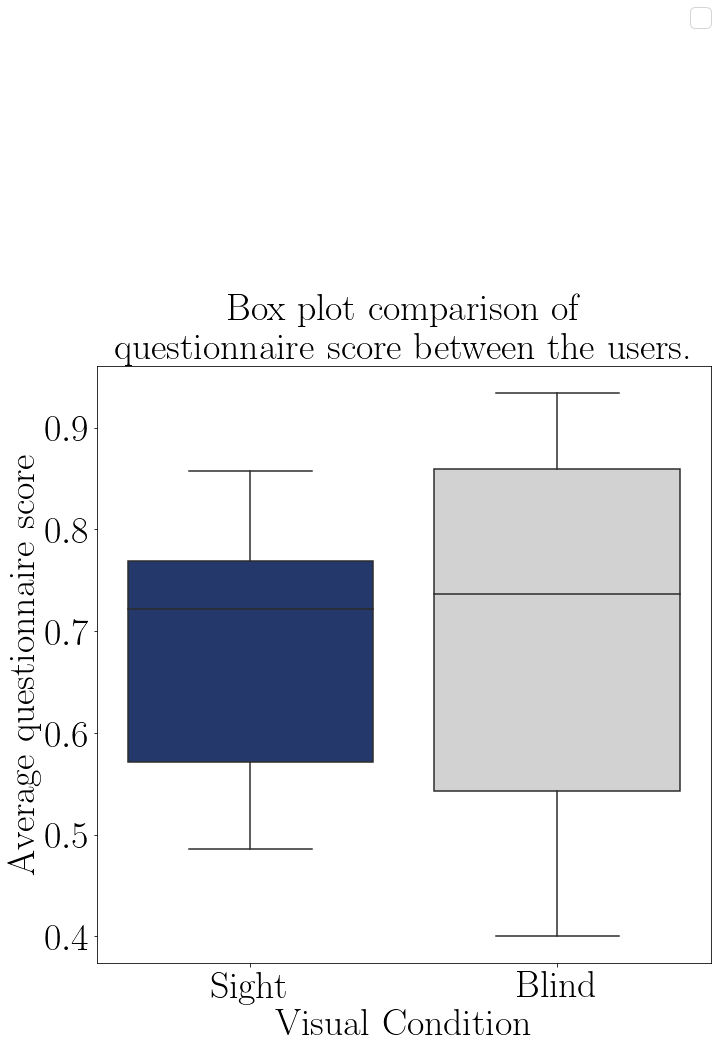 Box plot comparison of
questionnaire score between the users.
Average questionnaire score
0.9
0.8
0.7
0.6
0.5
0.4
Sight
Blind
Visual Condition